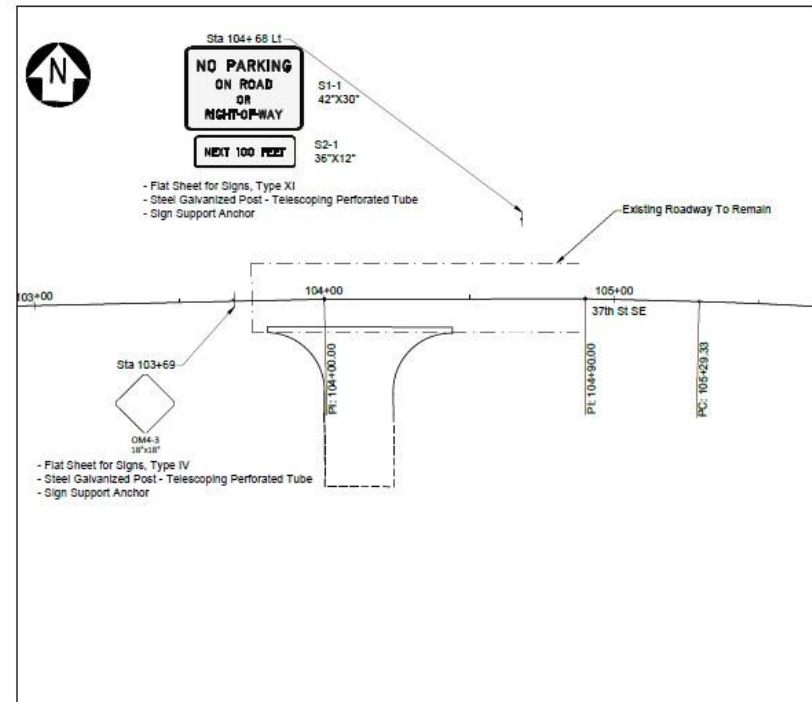 N
Sta 104+ 68 Lt
NO PARKING
ON ROAD
OR
RIGHT-OF-WAY
S1-1
42"X30"
NEXT 100 FEET
S2-1
36"X12"
- Flat Sheet for Signs, Type XI
- Steel Galvanized Post - Telescoping Perforated Tube
- Sign Support Anchor
Existing Roadway To Remain
103+00
104+00
105+00
37th St SE
Sta 103+69
PI: 104+00.00
PI: 104+90.00
PC: 105+29.33
OM4-3
18"x18"
- Flat Sheet for Signs, Type IV
- Steel Galvanized Post - Telescoping Perforated Tube
- Sign Support Anchor